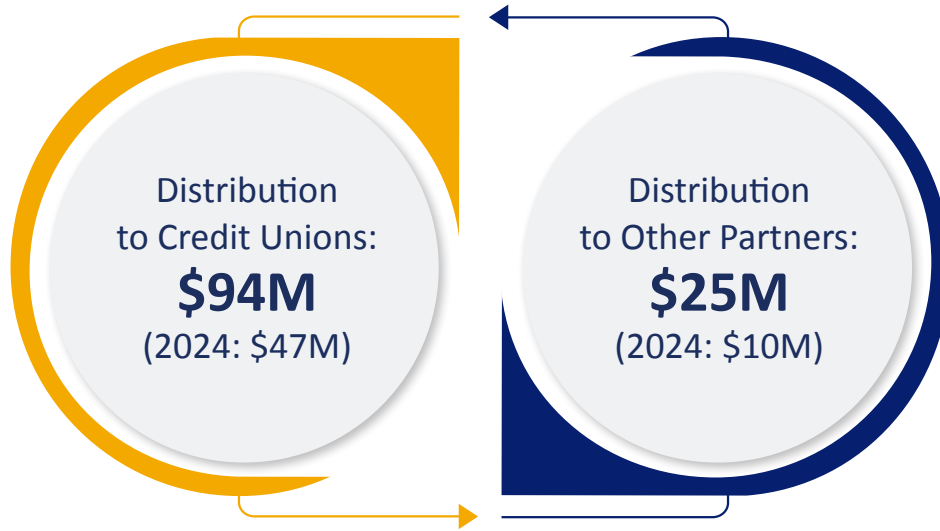 Distribution
to Credit Unions:
$94M
(2024: $47M)
Distribution
to Other Partners:
$25M
(2024: $10M)